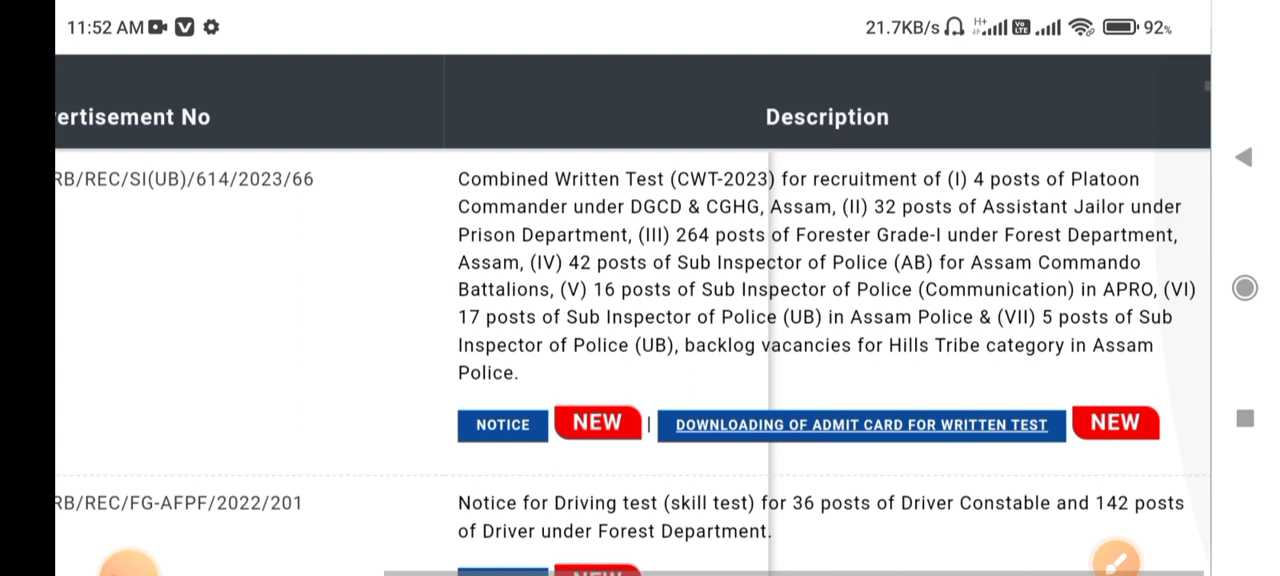 11:52 AM
21.7KB/s
H+
Vo
LTE
92%
ertisement No
Description
RB/REC/SI(UB)/614/2023/66
Combined Written Test (CWT-2023) for recruitment of (I) 4 posts of Platoon
Commander under DGCD & CGHG, Assam, (II) 32 posts of Assistant Jailor under
Prison Department, (III) 264 posts of Forester Grade-I under Forest Department,
Assam, (IV) 42 posts of Sub Inspector of Police (AB) for Assam Commando
Battalions, (V) 16 posts of Sub Inspector of Police (Communication) in APRO, (VI)
17 posts of Sub Inspector of Police (UB) in Assam Police & (VII) 5 posts of Sub
Inspector of Police (UB), backlog vacancies for Hills Tribe category in Assam
Police.
NOTICE NEW | DOWNLOADING OF ADMIT CARD FOR WRITTEN TEST NEW
RB/REC/FG-AFPF/2022/201
Notice for Driving test (skill test) for 36 posts of Driver Constable and 142 posts
of Driver under Forest Department.
NEW